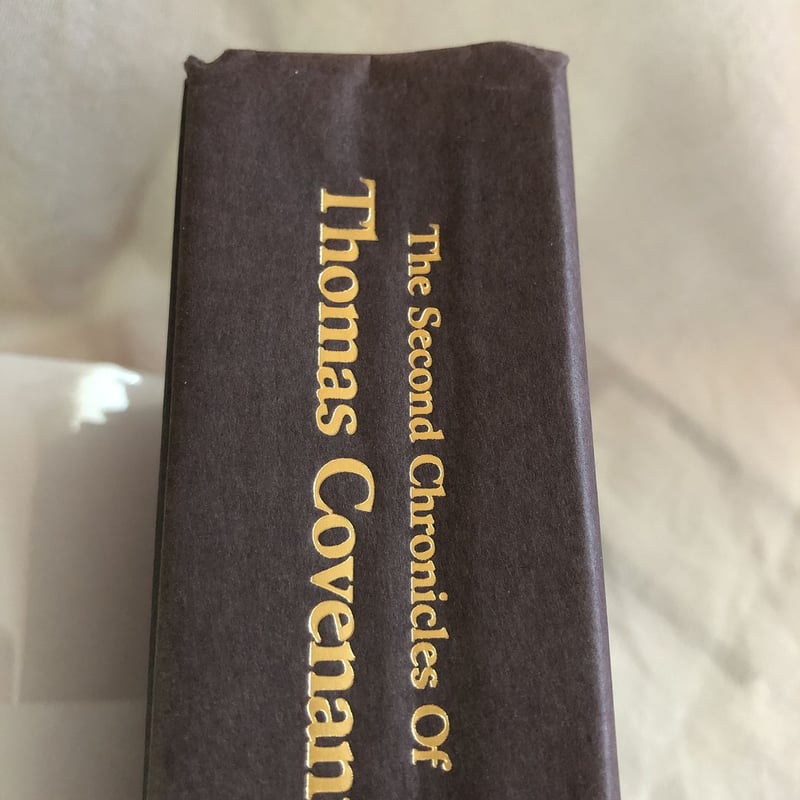 The Second Chronicles Of
Thomas Covenan